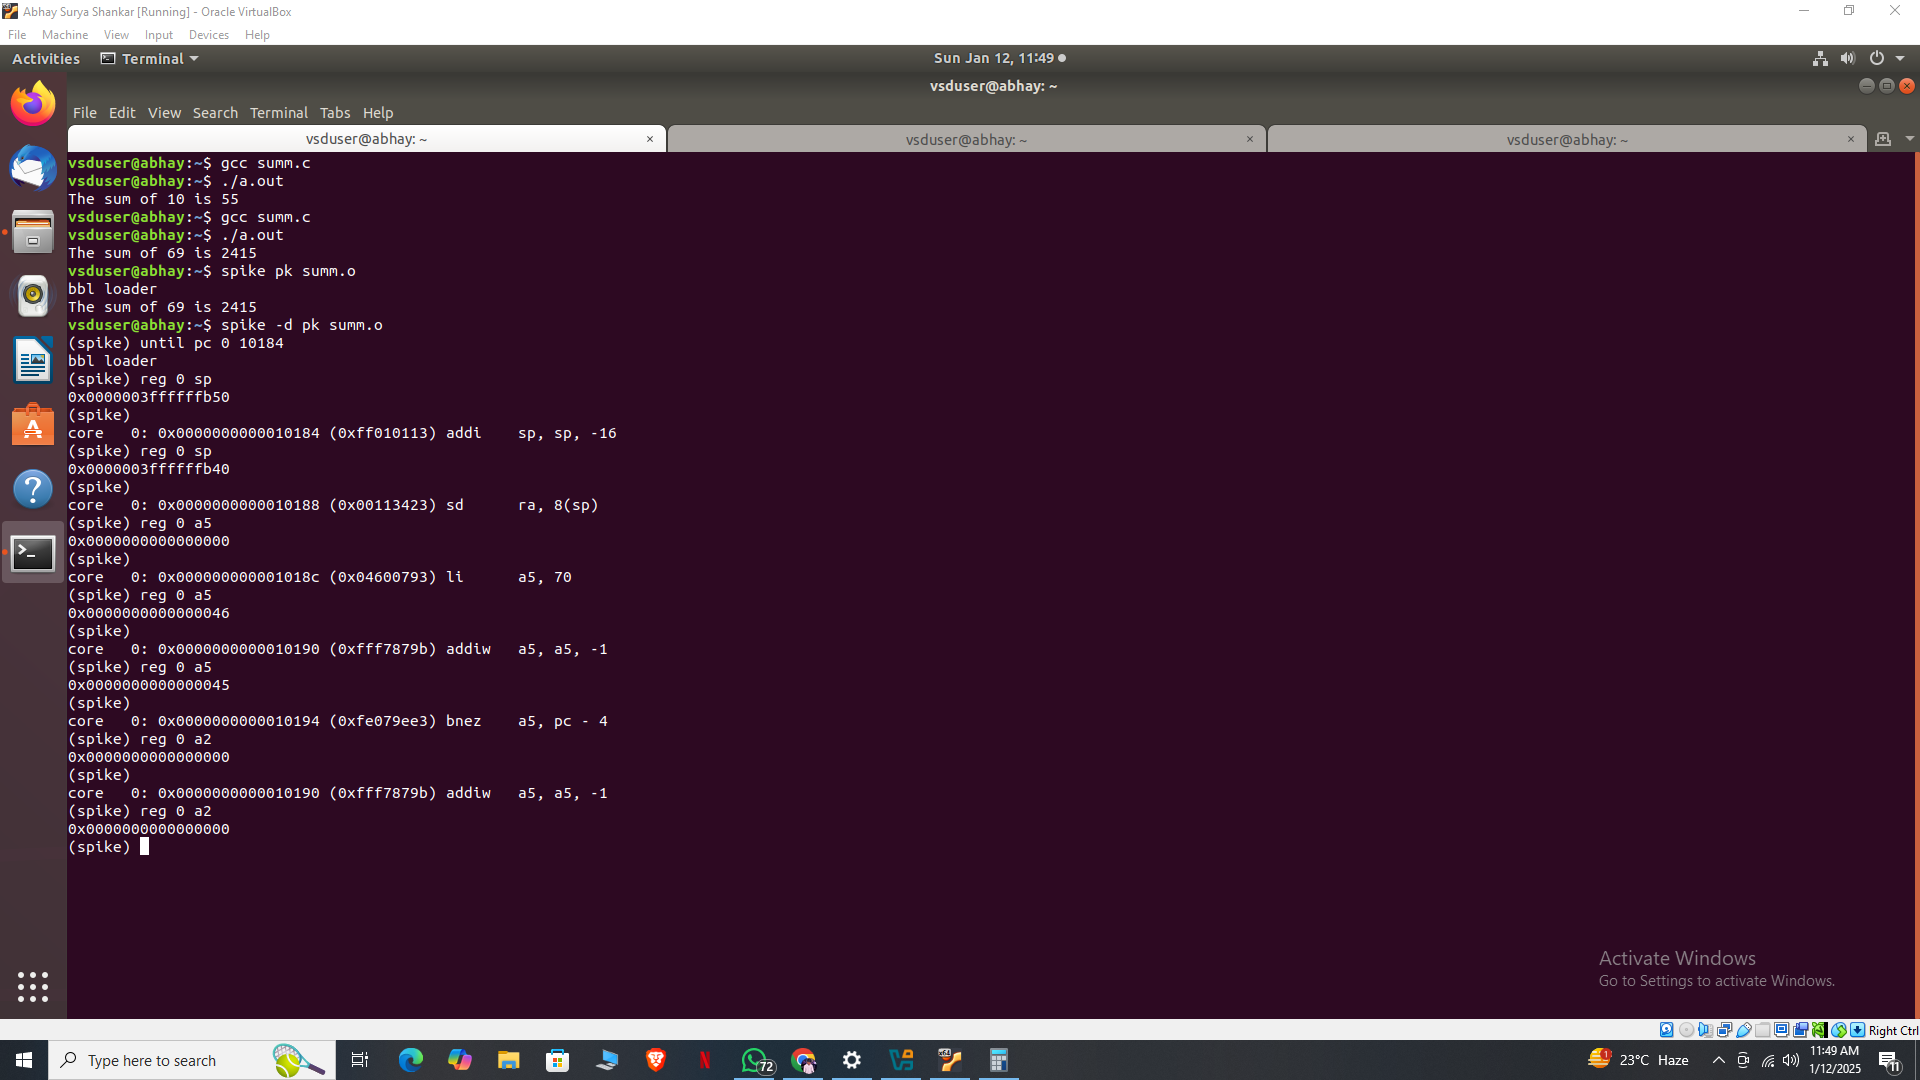 Abhay Surya Shankar [Running] - Oracle VirtualBox
File Machine View Input Devices Help
Activities Terminal Sun Jan 12, 11:49
vsduser@abhay: ~
File Edit View Search Terminal Tabs Help
vsduser@abhay: ~ × vsduser@abhay: ~ × vsduser@abhay: ~ ×
vsduser@abhay:~$ gcc summ.c
vsduser@abhay:~$ ./a.out
The sum of 10 is 55
vsduser@abhay:~$ gcc summ.c
vsduser@abhay:~$ ./a.out
The sum of 69 is 2415
vsduser@abhay:~$ spike pk summ.o
bbl loader
The sum of 69 is 2415
vsduser@abhay:~$ spike -d pk summ.o
(spike) until pc 0 10184
bbl loader
(spike) reg 0 sp
0x0000003ffffffb50
(spike)
core   0: 0x0000000000010184 (0xff010113) addi    sp, sp, -16
(spike) reg 0 sp
0x0000003ffffffb40
(spike)
core   0: 0x0000000000010188 (0x00113423) sd      ra, 8(sp)
(spike) reg 0 a5
0x0000000000000000
(spike)
core   0: 0x000000000001018c (0x04600793) li      a5, 70
(spike) reg 0 a5
0x0000000000000046
(spike)
core   0: 0x0000000000010190 (0xfff7879b) addiw   a5, a5, -1
(spike) reg 0 a5
0x0000000000000045
(spike)
core   0: 0x0000000000010194 (0xfe079ee3) bnez    a5, pc - 4
(spike) reg 0 a2
0x0000000000000000
(spike)
core   0: 0x0000000000010190 (0xfff7879b) addiw   a5, a5, -1
(spike) reg 0 a2
0x0000000000000000
(spike)
Activate Windows
Go to Settings to activate Windows.
Right Ctrl
Type here to search
72
1
23°C Haze
11:49 AM
1/12/2025
11